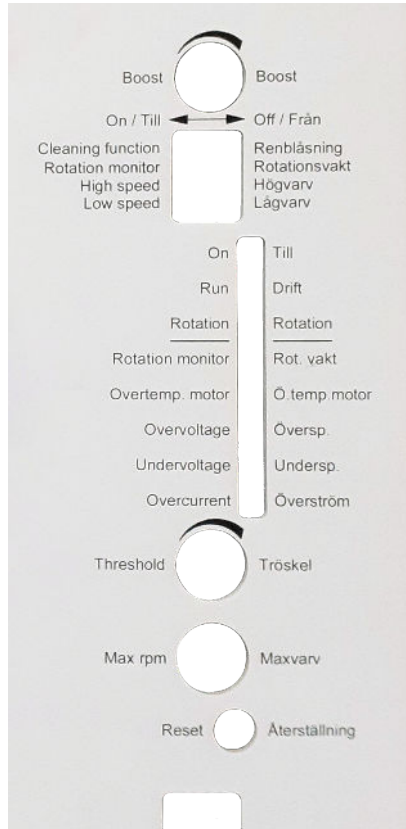 Boost Boost
On / Till Off / Från
Cleaning function Renblåsning
Rotation monitor Rotationsvakt
High speed Högvarv
Low speed Lågvarv
On Till
Run Drift
Rotation Rotation
Rotation monitor Rot. vakt
Overtemp. motor Ö.temp.motor
Overvoltage Översp.
Undervoltage Undersp.
Overcurrent Överström
Threshold Tröskel
Max rpm Maxvarv
Reset Återställning